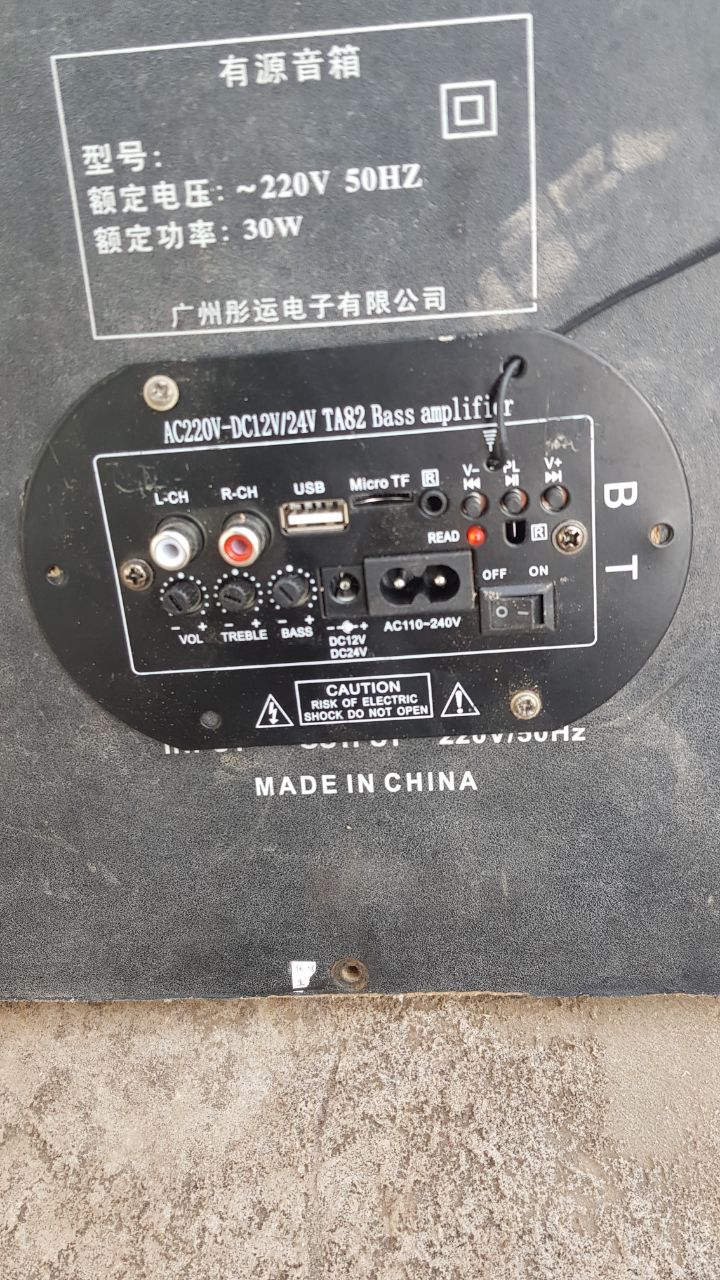 有源音箱
型号：
额定电压：~220V 50HZ
额定功率：30W
广州彤运电子有限公司
AC220V-DC12V/24V TA82 Bass amplifier
L-CH
R-CH
USB
Micro TF
R
V-
PL
V+
B T
READ
R
OFF ON
- + VOL
- + TREBLE
- + BASS
- + DC12V
DC24V
AC110~240V
CAUTION
RISK OF ELECTRIC
SHOCK DO NOT OPEN
220V/50Hz
MADE IN CHINA